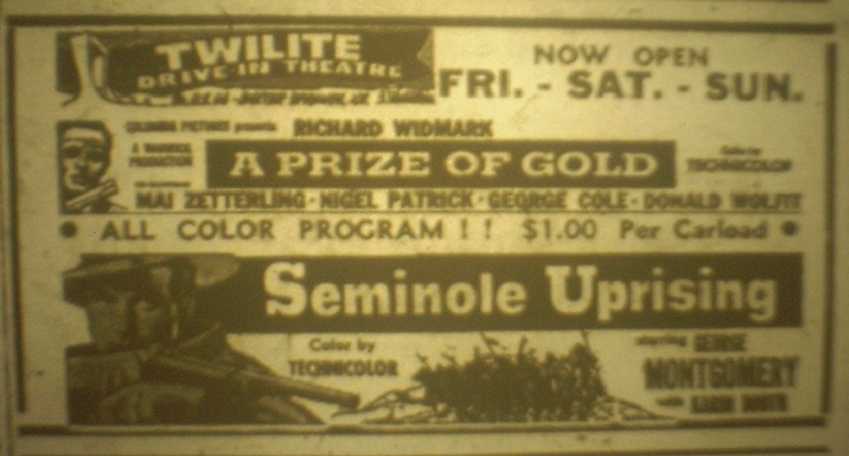 TWILITE
DRIVE-IN THEATRE
NOW OPEN
FRI. - SAT. - SUN.
COLUMBIA PICTURES presents RICHARD WIDMARK
A WARWICK
PRODUCTION
A PRIZE OF GOLD
Color by
TECHNICOLOR
MAI ZETTERLING · NIGEL PATRICK · GEORGE COLE · DONALD WOLFIT
• ALL COLOR PROGRAM ! ! $1.00 Per Carload •
Seminole Uprising
Color by
TECHNICOLOR
starring GEORGE
MONTGOMERY
with KARIN BOOTH